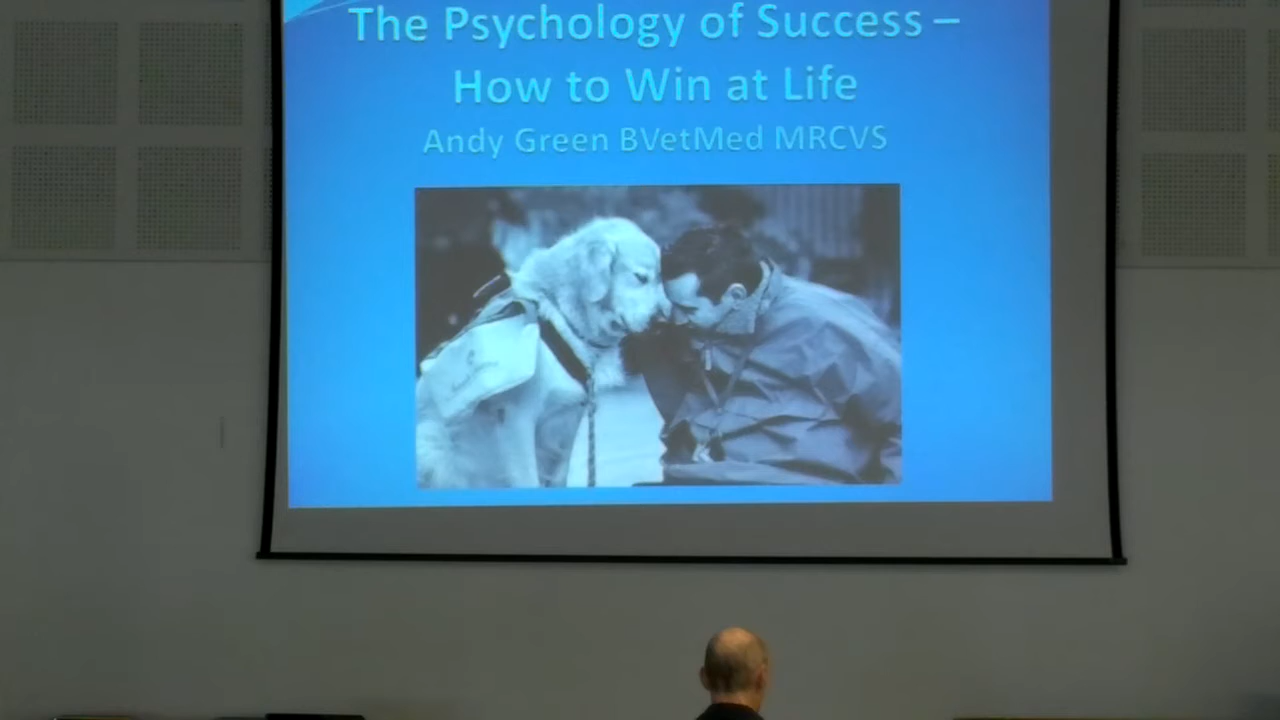 The Psychology of Success –
How to Win at Life
Andy Green BVetMed MRCVS